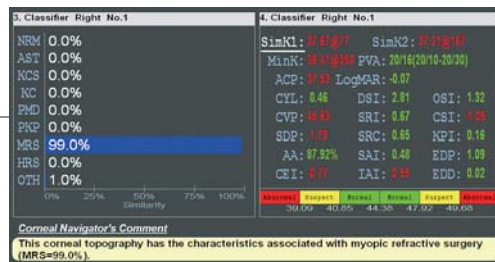 3. Classifier Right No.1
NRM 0.0%
AST 0.0%
KCS 0.0%
KC 0.0%
PMD 0.0%
PKP 0.0%
MRS 99.0%
HRS 0.0%
OTH 1.0%
0% 25% 50% 75% 100%
Similarity
4. Classifier Right No.1
SimK1: SimK2:
MinK: PVA: 20/16(20/10-20/30)
ACP: LogMAR: -0.07
CYL: 0.46 DSI: 2.81 OSI: 1.32
CVP: SRI: 0.67 CSI:
SDP: SRC: 0.65 KPI: 0.16
AA: 87.92% SAI: 0.48 EDP: 1.09
CEI: IAI: EDD: 0.02
Abnormal Suspect Normal Normal Suspect Abnormal
39.09 40.85 44.38 47.92 49.68
Corneal Navigator's Comment
This corneal topography has the characteristics associated with myopic refractive surgery
(MRS=99.0%).